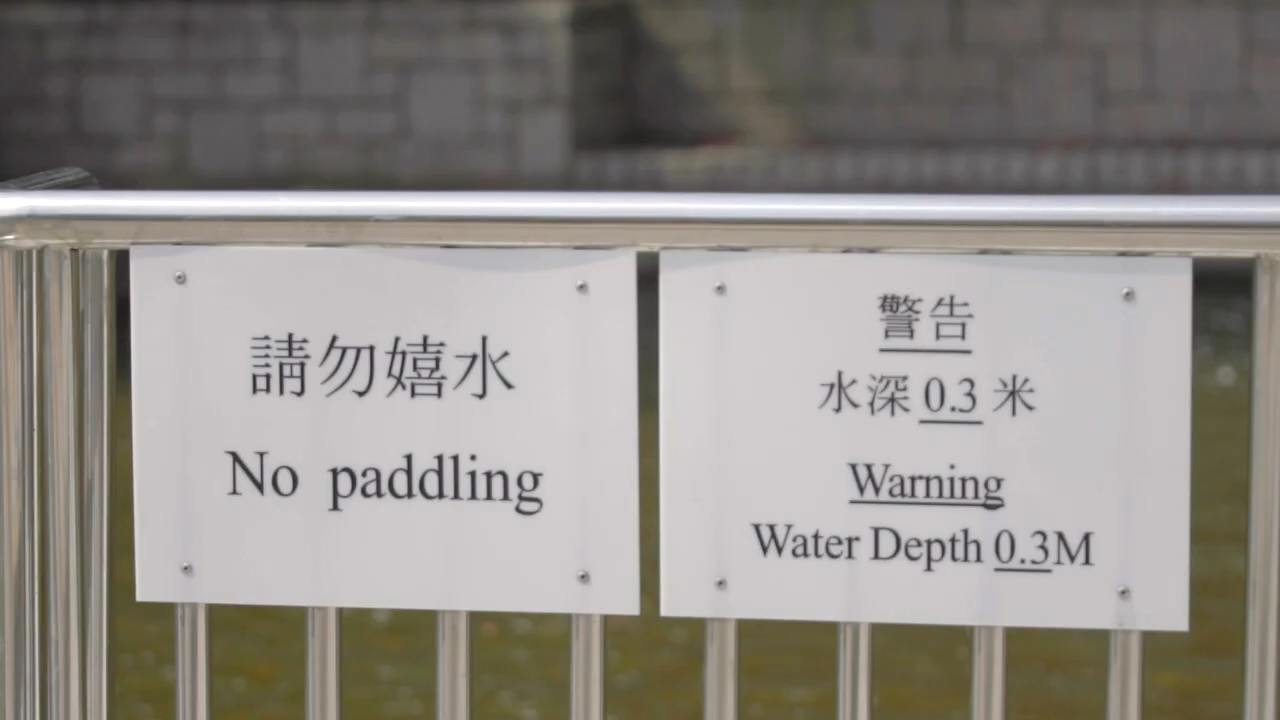 請勿嬉水
No paddling
警告
水深 0.3 米
Warning
Water Depth 0.3M